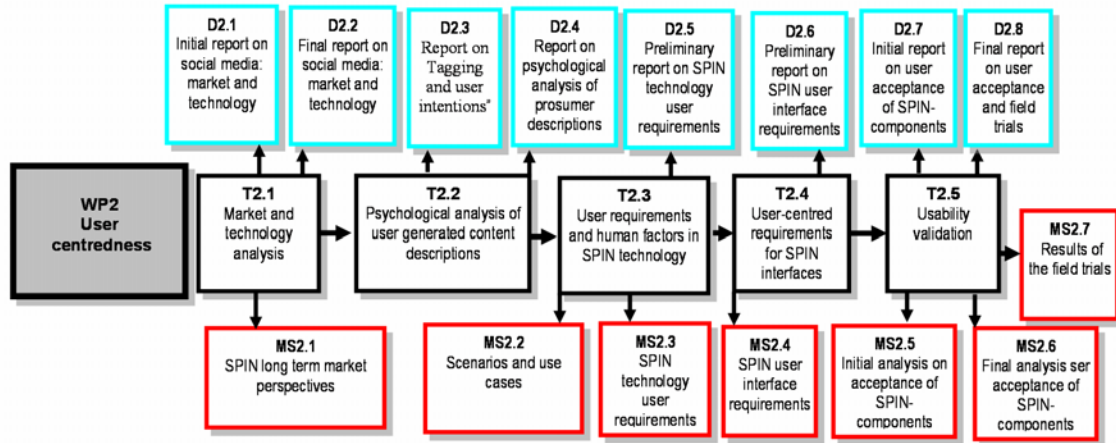 D2.1
Initial report on
social media:
market and
technology
D2.2
Final report on
social media:
market and
technology
D2.3
Report on
Tagging
and user
intentions"
D2.4
Report on
psychological
analysis of
prosumer
descriptions
D2.5
Preliminary
report on SPIN
technology
user
requirements
D2.6
Preliminary
report on
SPIN user
interface
requirements
D2.7
Initial report
on user
acceptance
of SPIN-
components
D2.8
Final report
on user
acceptance
and field
trials
WP2
User
centredness
T2.1
Market and
technology
analysis
T2.2
Psychological analysis of
user generated content
descriptions
T2.3
User requirements
and human factors in
SPIN technology
T2.4
User-centred
requirements
for SPIN
interfaces
T2.5
Usability
validation
MS2.7
Results of
the field trials
MS2.1
SPIN long term market
perspectives
MS2.2
Scenarios and use
cases
MS2.3
SPIN
technology
user
requirements
MS2.4
SPIN user
interface
requirements
MS2.5
Initial analysis on
acceptance of
SPIN-
components
MS2.6
Final analysis ser
acceptance of
SPIN-
components